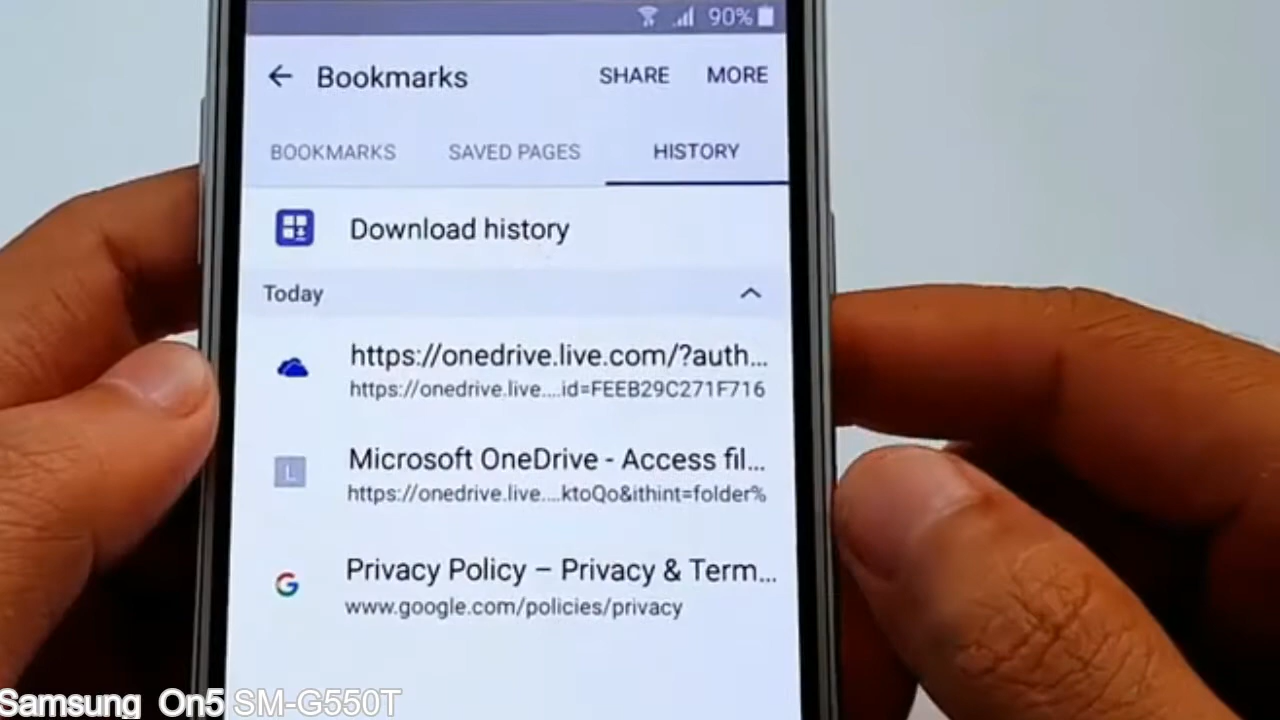 90%
Bookmarks SHARE MORE
BOOKMARKS SAVED PAGES HISTORY
Download history
Today
https://onedrive.live.com/?auth...
https://onedrive.live....id=FEEB29C271F716
L
Microsoft OneDrive - Access fil...
https://onedrive.live....ktoQo&ithint=folder%
Privacy Policy – Privacy & Term...
www.google.com/policies/privacy
Samsung On5 SM-G550T